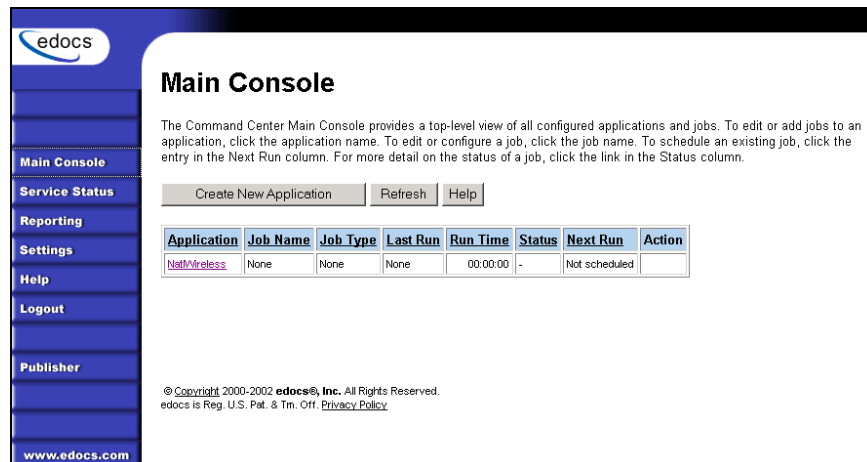 edocs
Main Console
The Command Center Main Console provides a top-level view of all configured applications and jobs. To edit or add jobs to an
application, click the application name. To edit or configure a job, click the job name. To schedule an existing job, click the
entry in the Next Run column. For more detail on the status of a job, click the link in the Status column.
Main Console
Service Status
Reporting
Settings
Help
Logout
Publisher
www.edocs.com
Create New Application Refresh Help
Application Job Name Job Type Last Run Run Time Status Next Run Action
NatlWireless None None None 00:00:00 - Not scheduled
© Copyright 2000-2002 edocs®, Inc. All Rights Reserved.
edocs is Reg. U.S. Pat. & Tm. Off. Privacy Policy